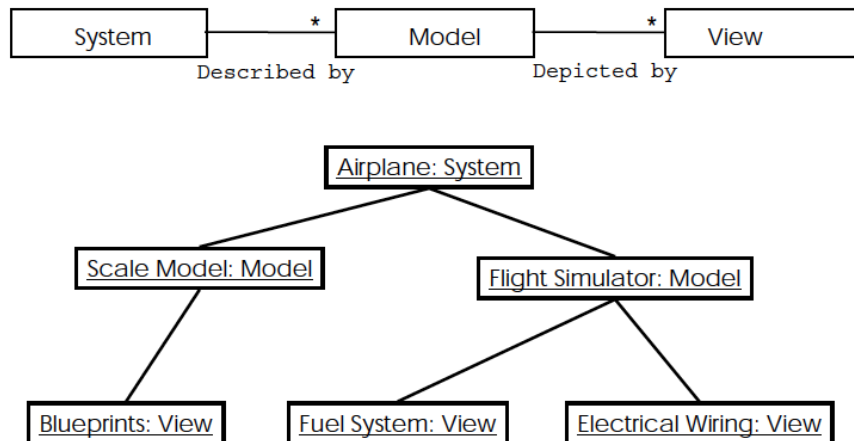 * *
System Model View
Described by Depicted by
Airplane: System
Scale Model: Model
Flight Simulator: Model
Blueprints: View Fuel System: View Electrical Wiring: View